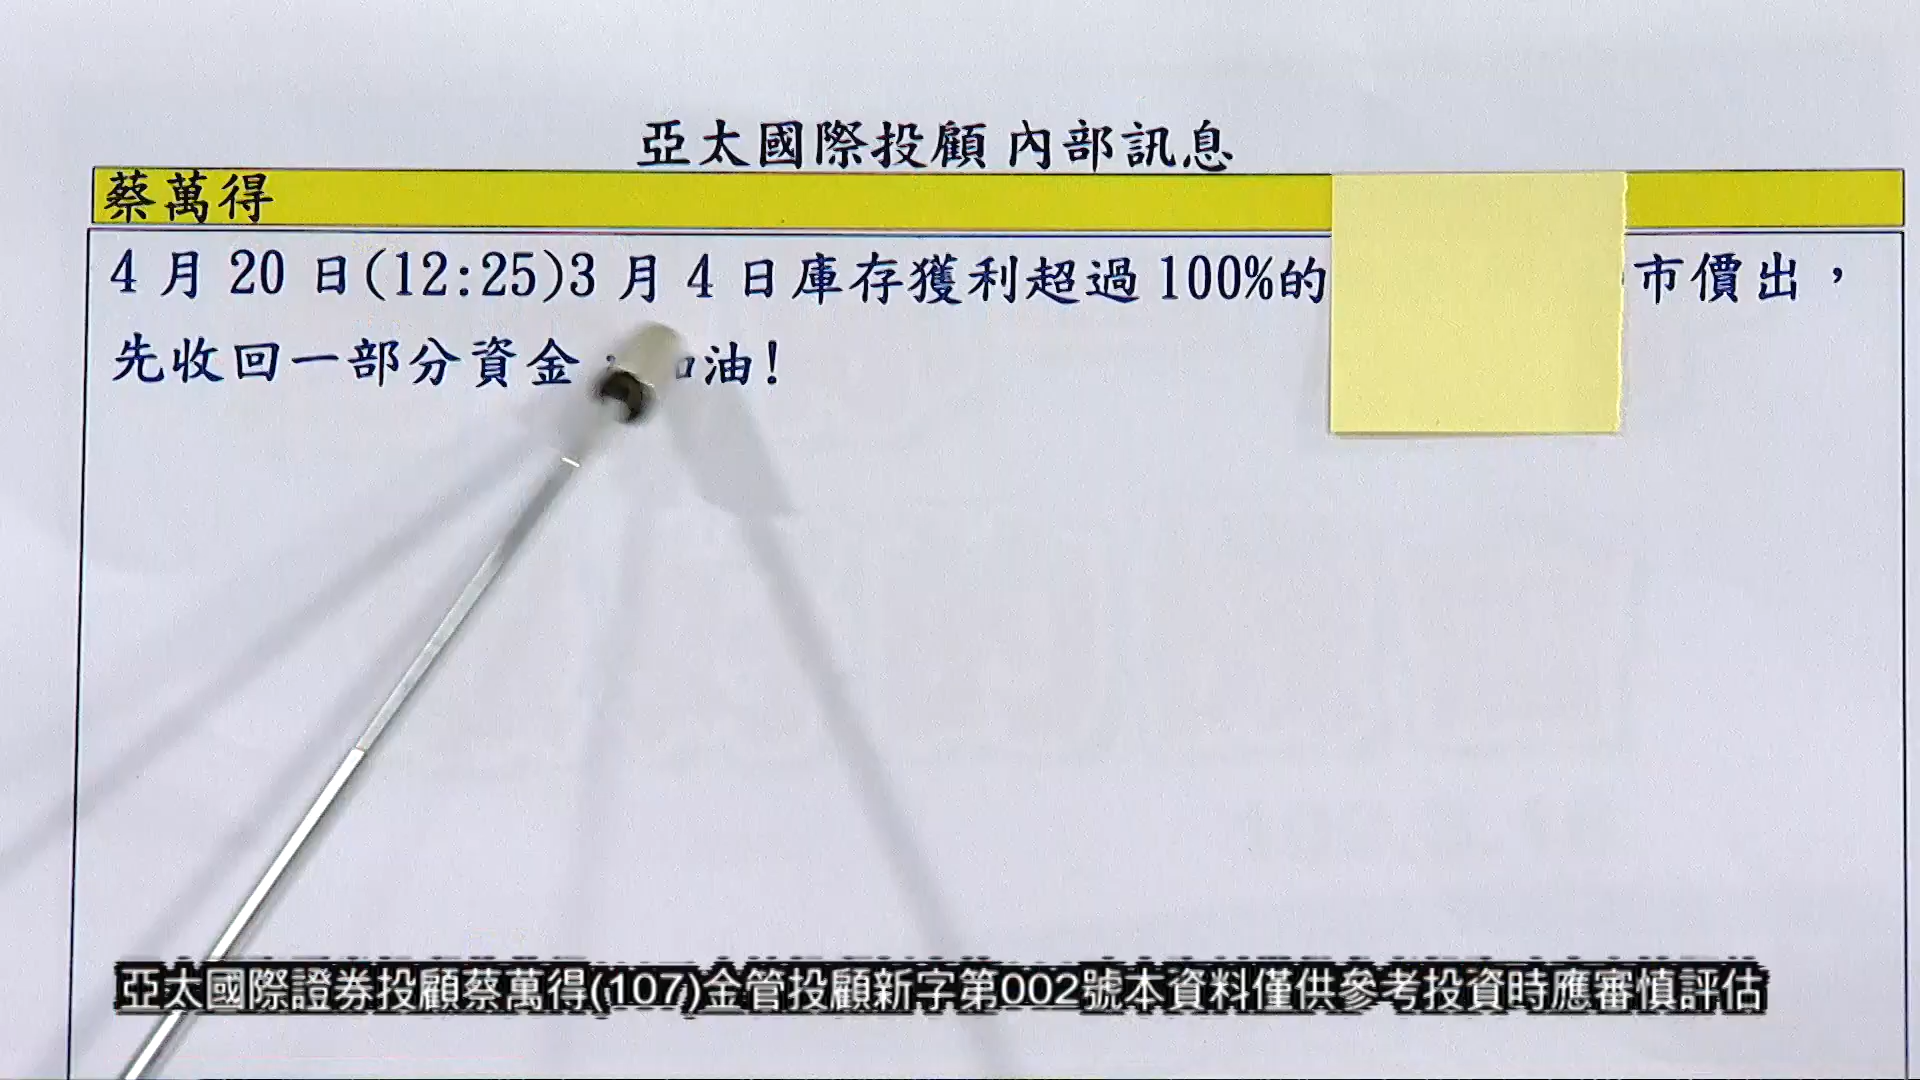 亞太國際投顧 內部訊息
蔡萬得
4月20日(12:25)3月4日庫存獲利超過100%的 市價出，
先收回一部分資金 油!
亞太國際證券投顧蔡萬得(107)金管投顧新字第002號本資料僅供參考投資時應審慎評估